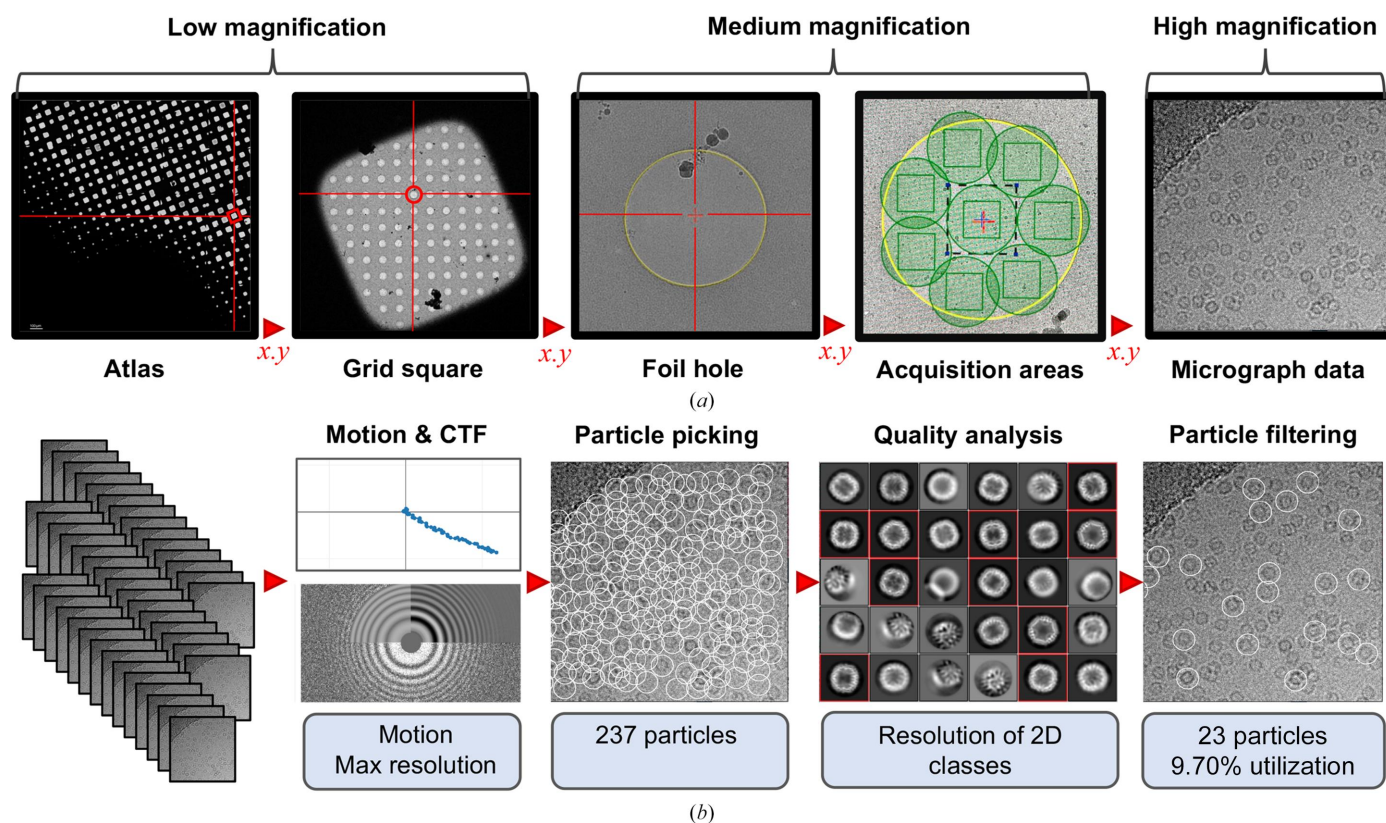 Low magnification
Medium magnification
High magnification
x.y
x.y
x.y
x.y
Atlas
Grid square
Foil hole
Acquisition areas
Micrograph data
(a)
Motion & CTF
Particle picking
Quality analysis
Particle filtering
Motion
Max resolution
237 particles
Resolution of 2D
classes
23 particles
9.70% utilization
(b)